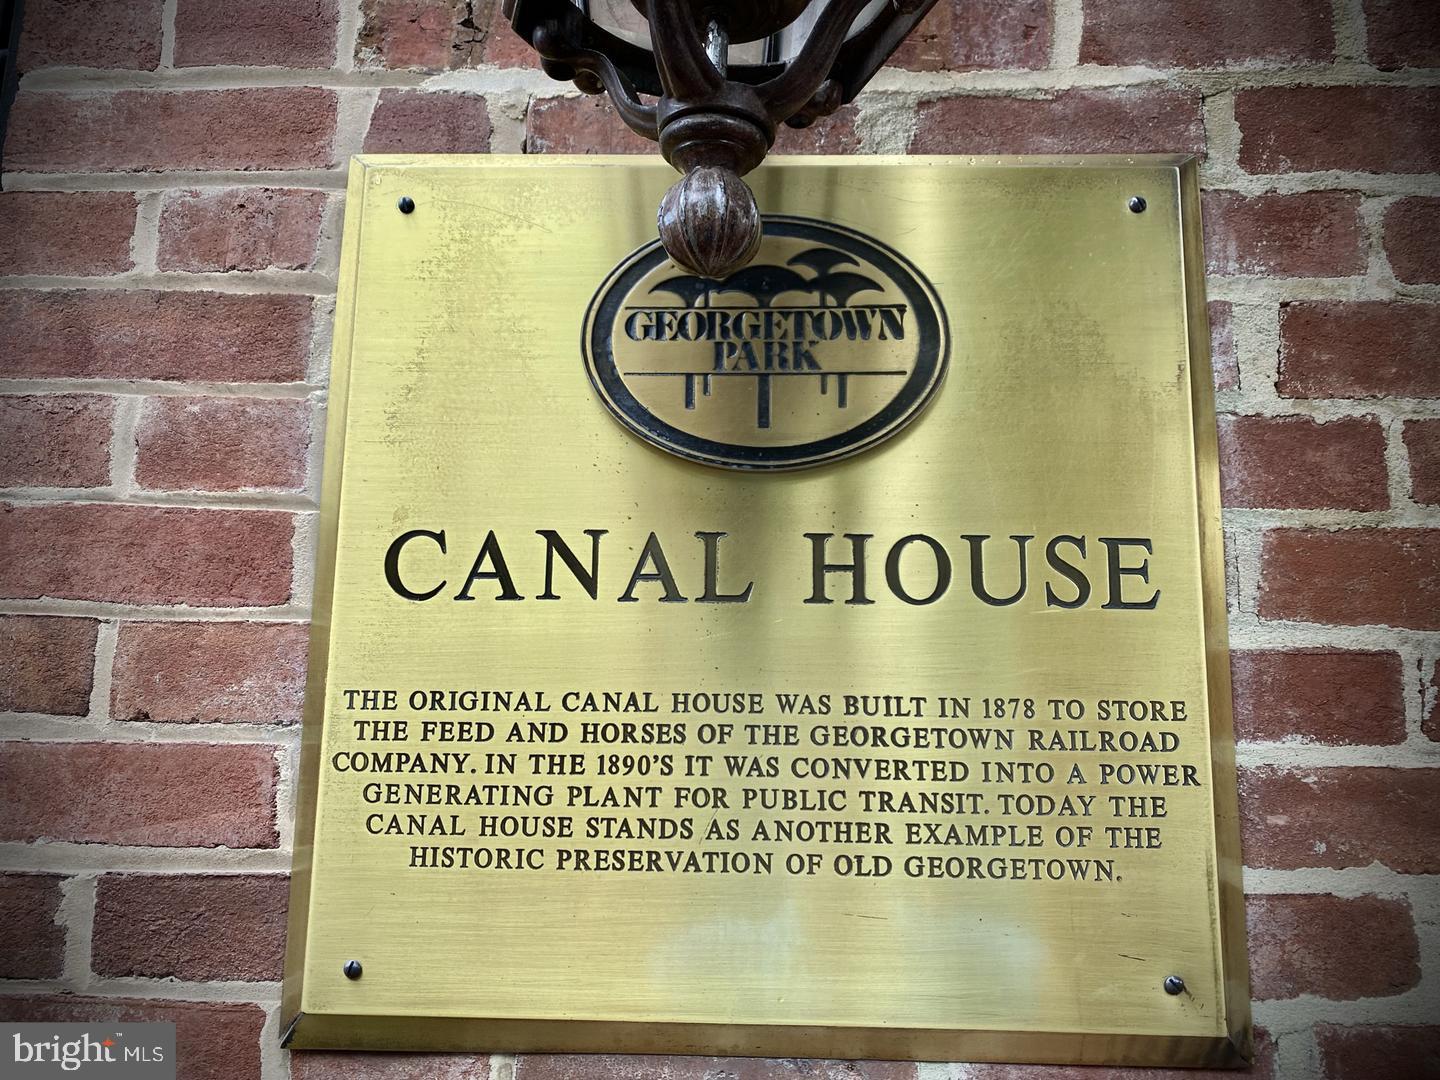 GEORGETOWN
PARK
CANAL HOUSE
THE ORIGINAL CANAL HOUSE WAS BUILT IN 1878 TO STORE
THE FEED AND HORSES OF THE GEORGETOWN RAILROAD
COMPANY. IN THE 1890'S IT WAS CONVERTED INTO A POWER
GENERATING PLANT FOR PUBLIC TRANSIT. TODAY THE
CANAL HOUSE STANDS AS ANOTHER EXAMPLE OF THE
HISTORIC PRESERVATION OF OLD GEORGETOWN.
bright™ MLS